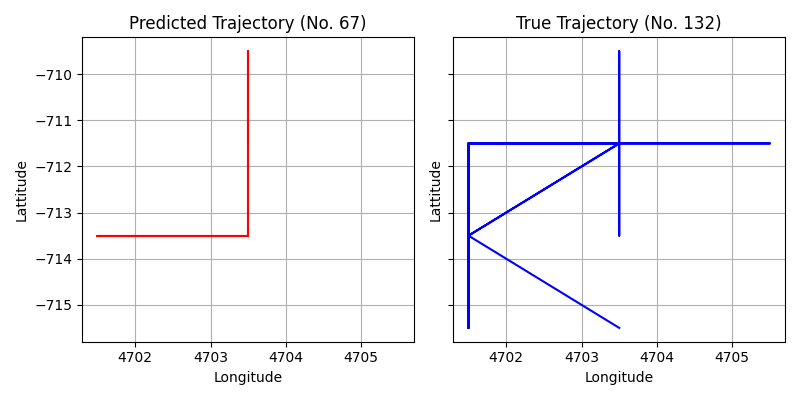 Predicted Trajectory (No. 67)
True Trajectory (No. 132)
−710
−711
−712
−713
−714
−715
Lattitude
Lattitude
4702 4703 4704 4705
4702 4703 4704 4705
Longitude
Longitude